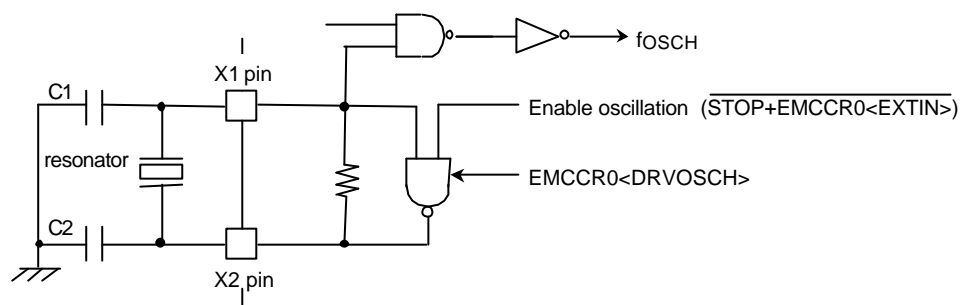 fOSCH
X1 pin
C1
Enable oscillation (STOP+EMCCR0<EXTIN>)
resonator
EMCCR0<DRVOSCH>
C2
X2 pin